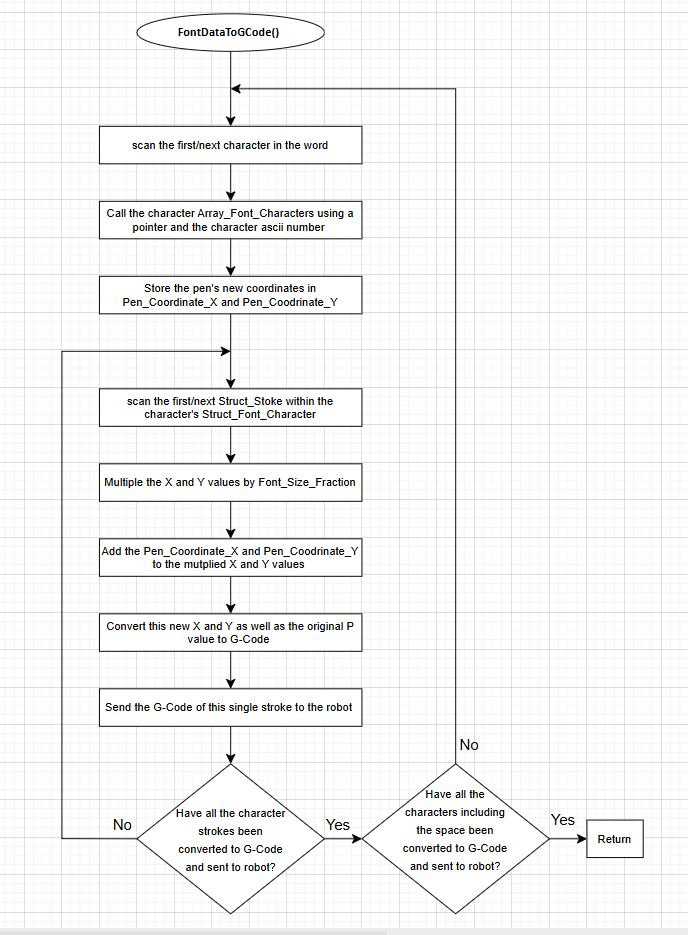 FontDataToGCode()
scan the first/next character in the word
Call the character Array_Font_Characters using a
pointer and the character ascii number
Store the pen's new coordinates in
Pen_Coordinate_X and Pen_Coodrinate_Y
scan the first/next Struct_Stoke within the
character's Struct_Font_Character
Multiple the X and Y values by Font_Size_Fraction
Add the Pen_Coordinate_X and Pen_Coodrinate_Y
to the mutplied X and Y values
Convert this new X and Y as well as the original P
value to G-Code
Send the G-Code of this single stroke to the robot
No
Have all the character
strokes been
converted to G-Code
and sent to robot?
Yes
No
Have all the
characters including
the space been
converted to G-Code
and sent to robot?
Yes
Return